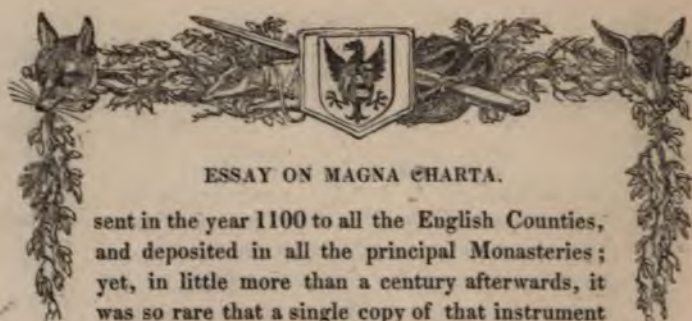 ESSAY ON MAGNA CHARTA.
sent in the year 1100 to all the English Counties,
and deposited in all the principal Monasteries;
yet, in little more than a century afterwards, it
was so rare that a single copy of that instrument